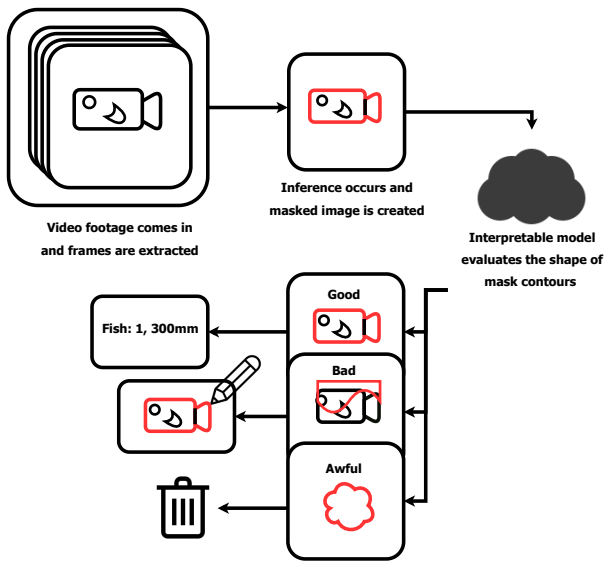 Video footage comes in
and frames are extracted
Inference occurs and
masked image is created
Interpretable model
evaluates the shape of
mask contours
Good
Fish: 1, 300mm
Bad
Awful